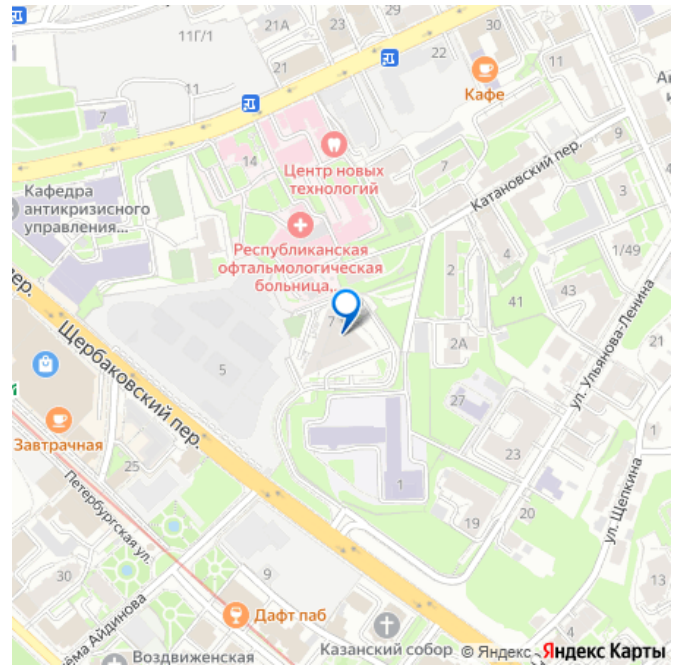 21А
23
29
11Г/1
30
22
11
21
Кафе
11
7
14
Центр новых
технологий
7
9
Катановский пер.
3
Кафедра
антикризисного
управления...
Республиканская
офтальмологическая
больница,..
4
1/49
2
41
43
21
ул. Ульянова-Ленина
пер.
7
2А
Щербаковский пер.
5
27
Завтрачная
25
23
1
1
19
20
ул. Щепкина
Петербургская ул.
30
9
13
Дафт паб
4
Казанский собор
© Яндекс
Яндекс Карты
Воздвиженская
ёма Айдинова